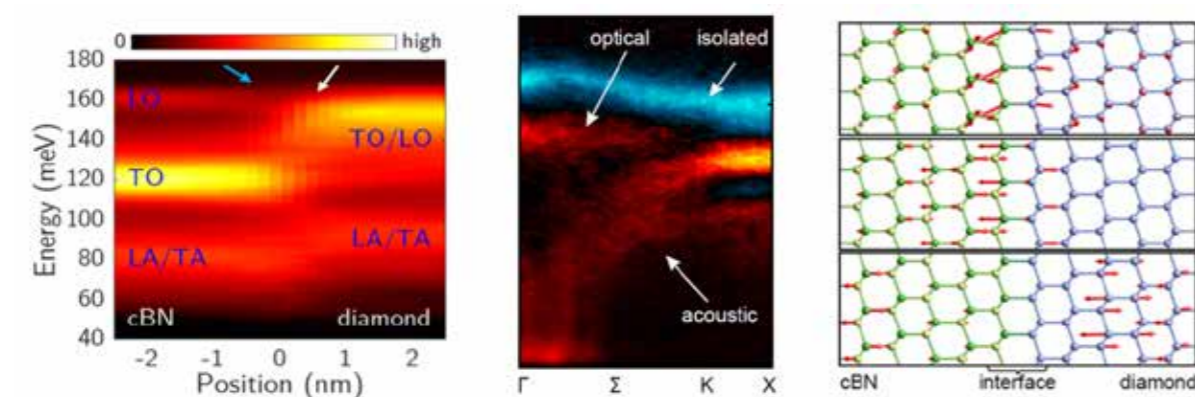 0
high
180
160
140
120
100
80
60
40
Energy (meV)
LO
TO
LA/TA
TO/LO
LA/TA
cBN
diamond
-2
-1
0
1
2
Position (nm)
optical
isolated
acoustic
Γ
Σ
K
X
cBN
interface
diamond